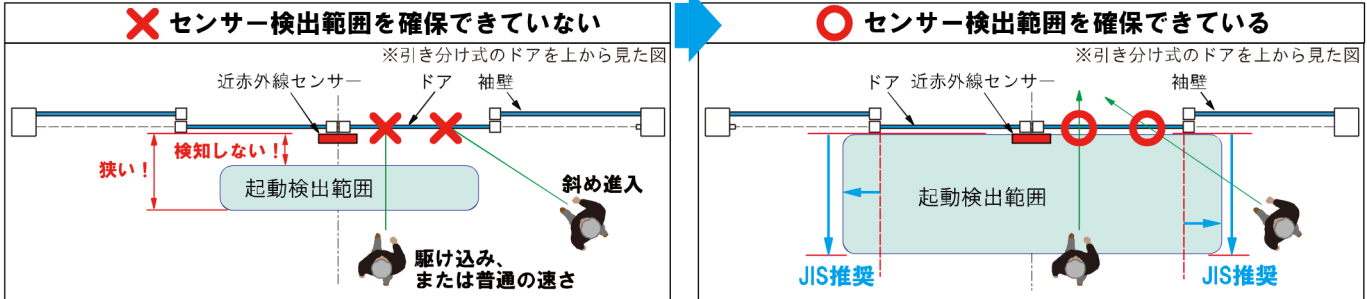 センサー検出範囲を確保できていない
※引き分け式のドアを上から見た図
近赤外線センサー
ドア
袖壁
検知しない！
狭い！
起動検出範囲
斜め進入
駆け込み、
または普通の速さ
センサー検出範囲を確保できている
※引き分け式のドアを上から見た図
ドア
近赤外線センサー
袖壁
起動検出範囲
JIS推奨
JIS推奨